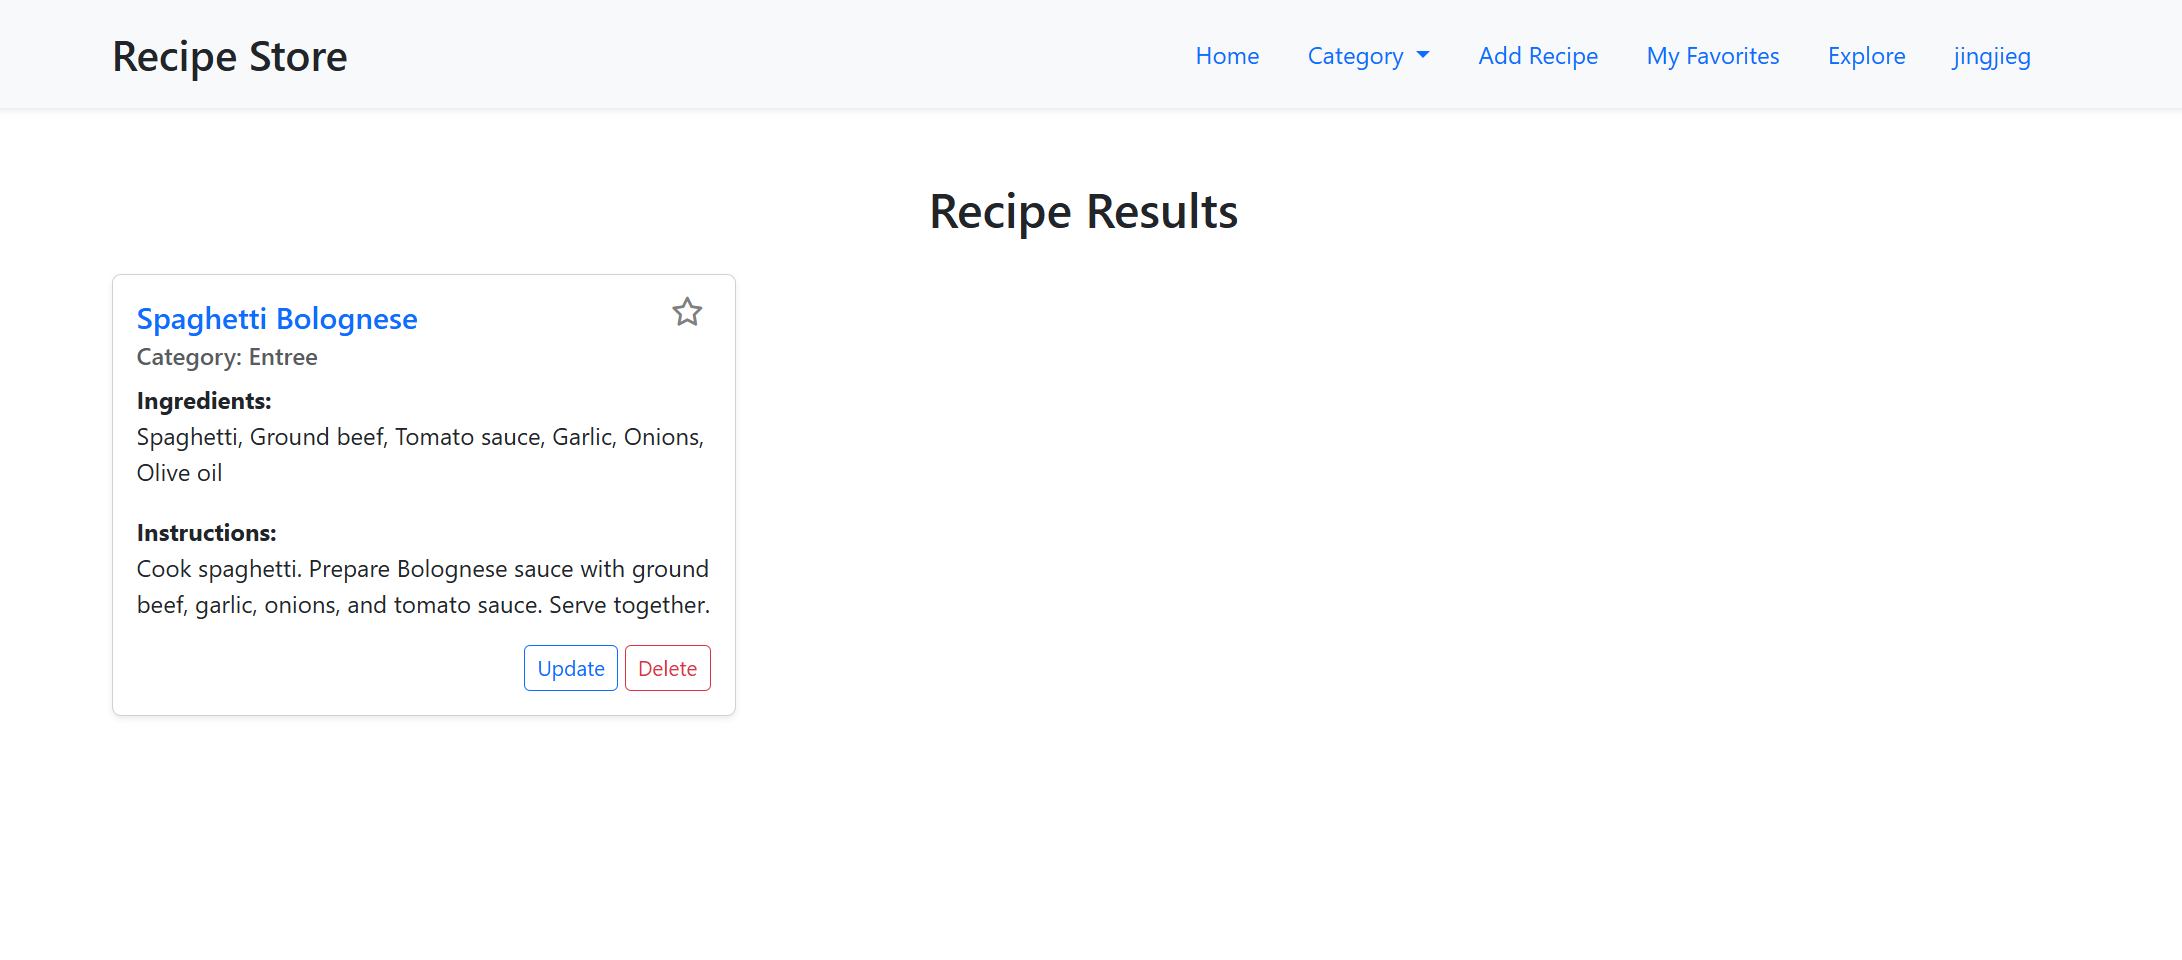 Recipe Store
Home Category Add Recipe My Favorites Explore jingjieg
Recipe Results
Spaghetti Bolognese
Category: Entree
Ingredients:
Spaghetti, Ground beef, Tomato sauce, Garlic, Onions,
Olive oil
Instructions:
Cook spaghetti. Prepare Bolognese sauce with ground
beef, garlic, onions, and tomato sauce. Serve together.
Update Delete